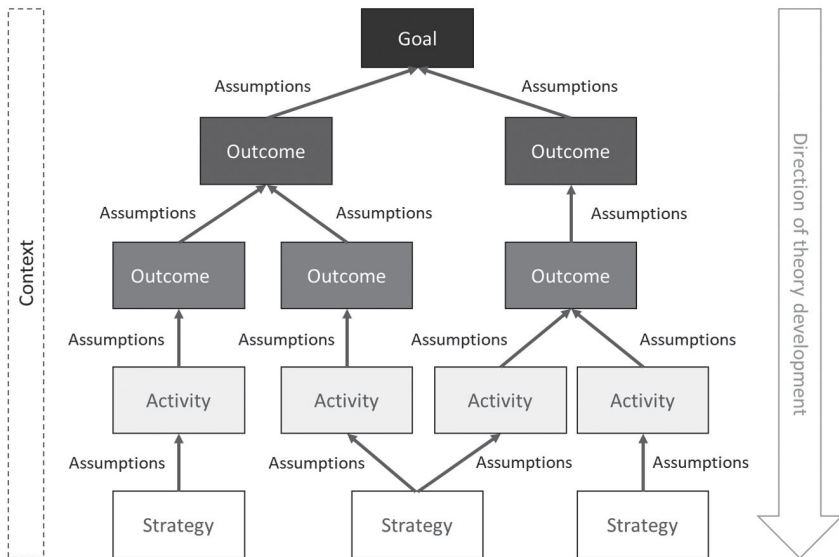 Goal
Assumptions
Assumptions
Outcome
Outcome
Assumptions
Assumptions
Assumptions
Outcome
Outcome
Outcome
Assumptions
Assumptions
Assumptions
Assumptions
Activity
Activity
Activity
Activity
Assumptions
Assumptions
Assumptions
Assumptions
Strategy
Strategy
Strategy
Context
Direction of theory development